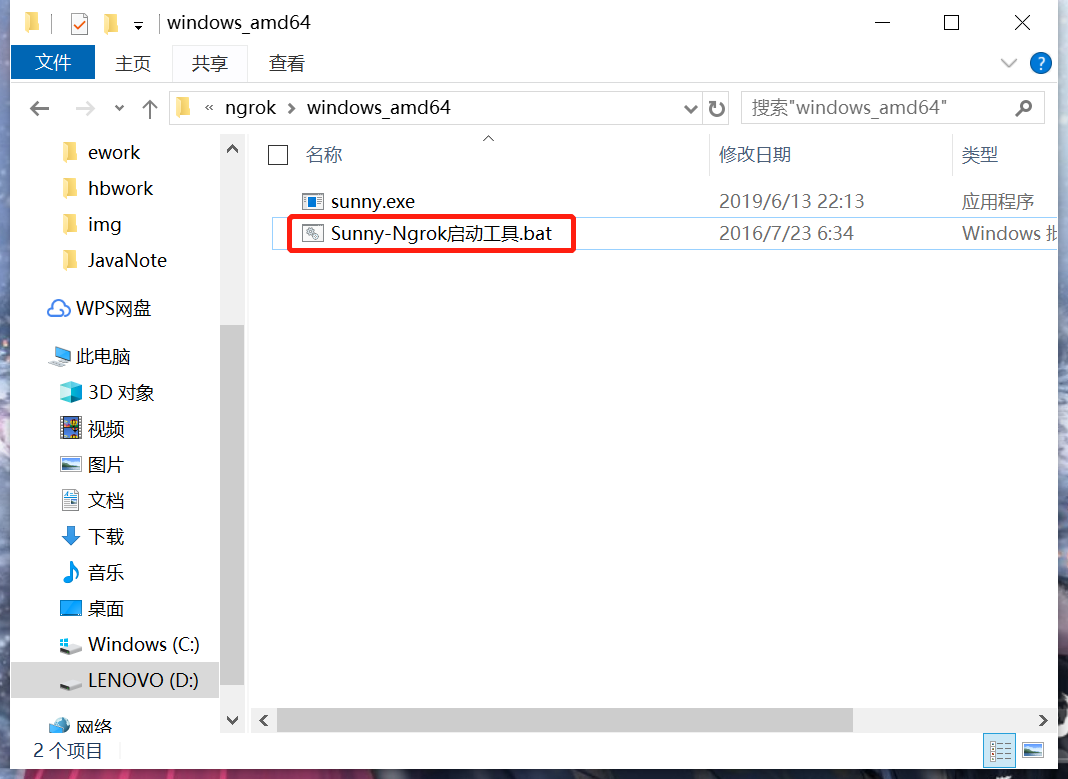 windows_amd64
文件 主页 共享 查看
« ngrok > windows_amd64 搜索"windows_amd64"
名称 修改日期 类型
sunny.exe 2019/6/13 22:13 应用程序
Sunny-Ngrok启动工具.bat 2016/7/23 6:34 Windows 批
ework
hbwork
img
JavaNote
WPS网盘
此电脑
3D 对象
视频
图片
文档
下载
音乐
桌面
Windows (C:)
LENOVO (D:)
网络
2 个项目